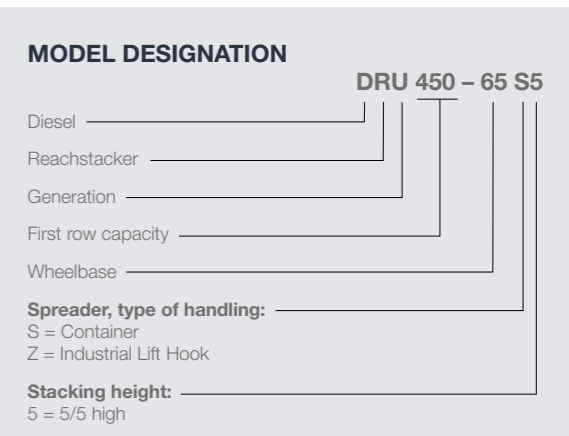 MODEL DESIGNATION
DRU 450 – 65 S5
Diesel
Reachstacker
Generation
First row capacity
Wheelbase
Spreader, type of handling:
S = Container
Z = Industrial Lift Hook
Stacking height:
5 = 5/5 high